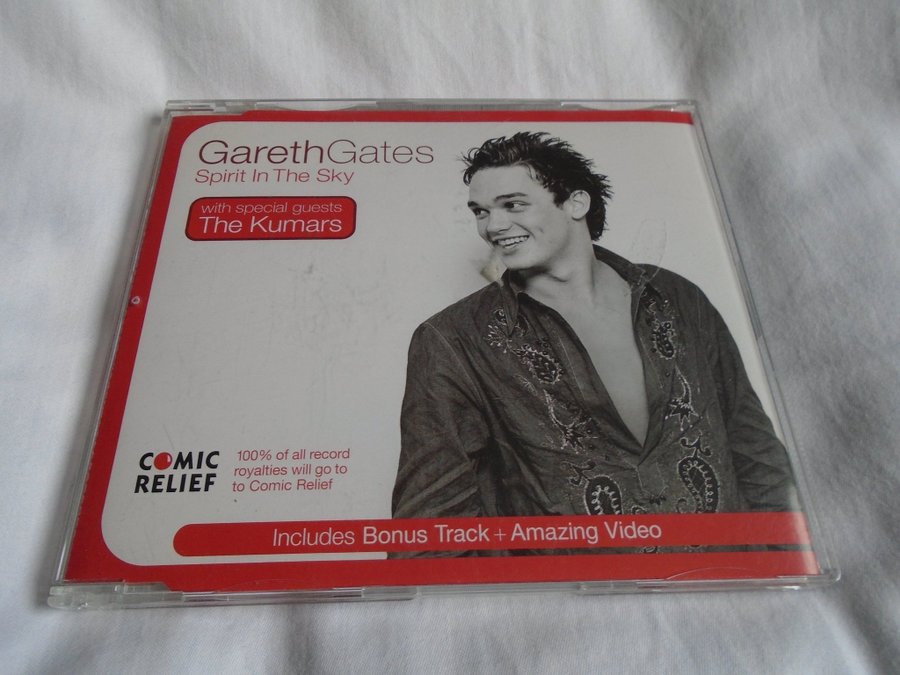 GarethGates
Spirit In The Sky
with special guests
The Kumars
COMIC
RELIEF
100% of all record
royalties will go to
to Comic Relief
Includes Bonus Track + Amazing Video